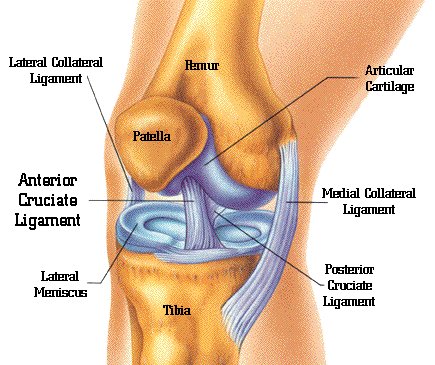 Femur
Lateral Collateral
Ligament
Articular
Cartilage
Patella
Anterior
Cruciate
Ligament
Medial Collateral
Ligament
Lateral
Meniscus
Posterior
Cruciate
Ligament
Tibia